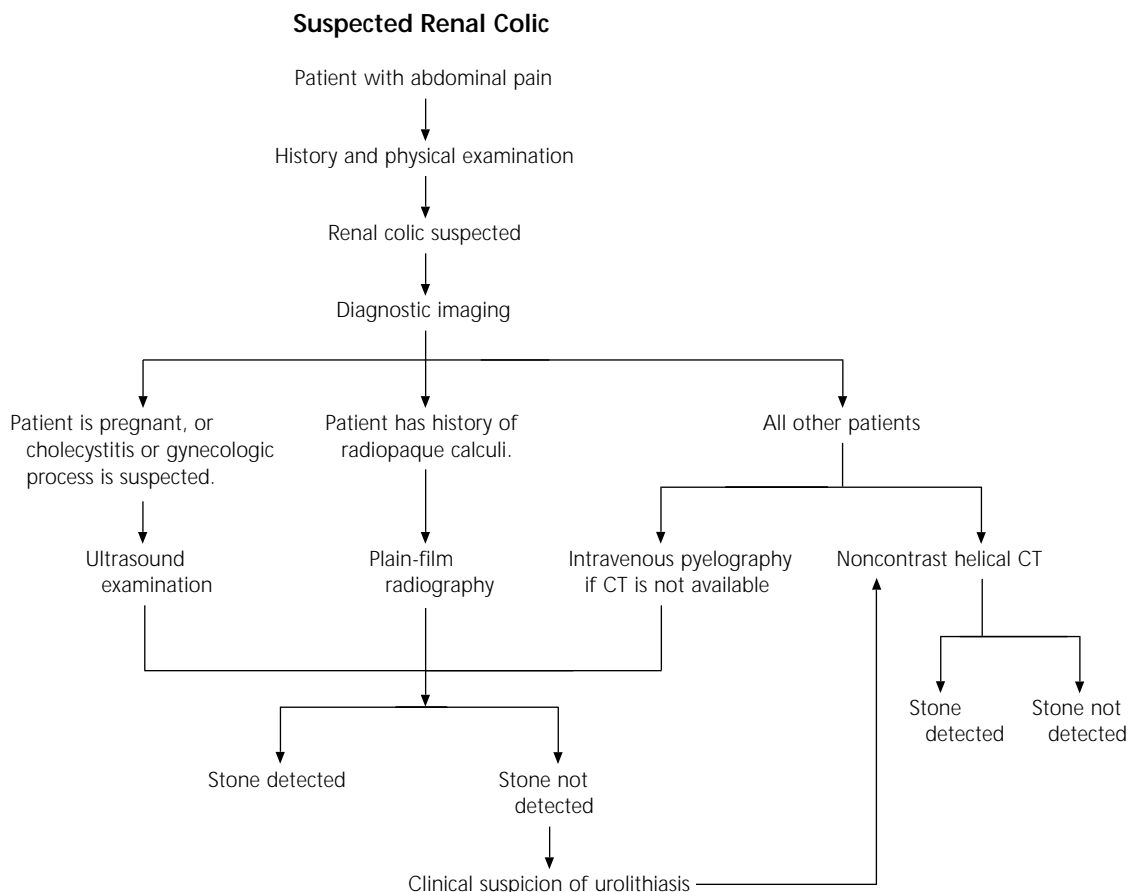 Suspected Renal Colic
Patient with abdominal pain
History and physical examination
Renal colic suspected
Diagnostic imaging
Patient is pregnant, or
cholecystitis or gynecologic
process is suspected.
Patient has history of
radiopaque calculi.
All other patients
Ultrasound
examination
Plain-film
radiography
Intravenous pyelography
if CT is not available
Noncontrast helical CT
Stone
detected
Stone not
detected
Stone detected
Stone not
detected
Clinical suspicion of urolithiasis